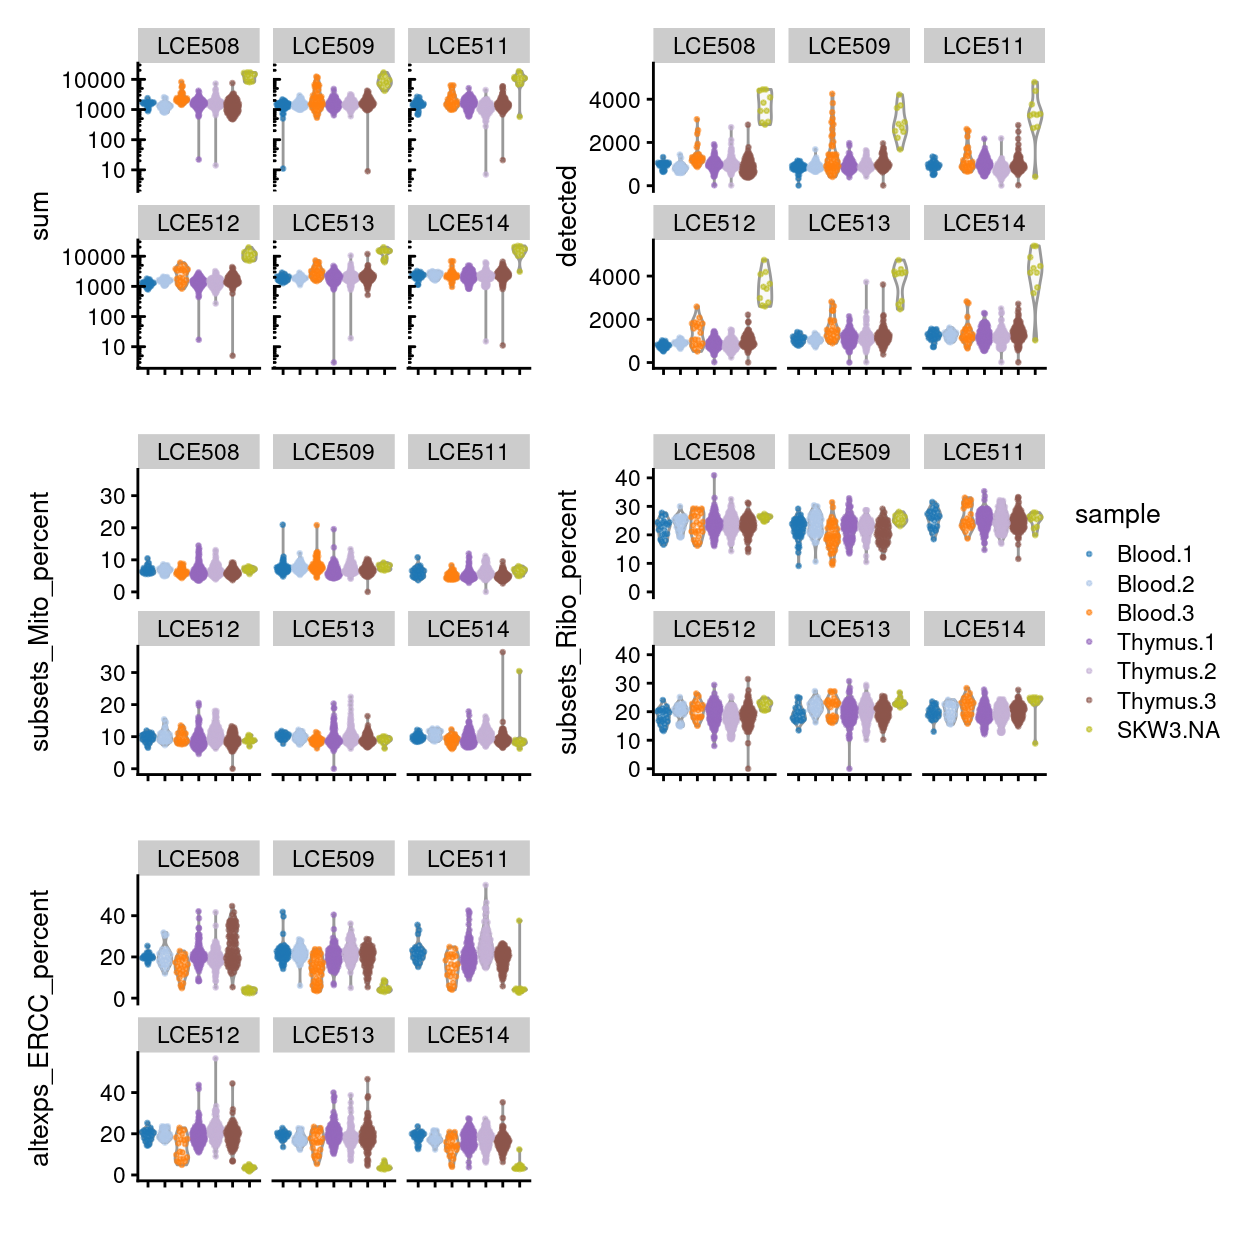 LCE508 LCE509 LCE511
10000
1000
100
10
LCE512 LCE513 LCE514
10000
1000
100
10
sum
LCE508 LCE509 LCE511
4000
2000
0
LCE512 LCE513 LCE514
4000
2000
0
detected
LCE508 LCE509 LCE511
30
20
10
0
LCE512 LCE513 LCE514
30
20
10
0
subsets_Mito_percent
LCE508 LCE509 LCE511
40
30
20
10
0
LCE512 LCE513 LCE514
40
30
20
10
0
subsets_Ribo_percent
sample
Blood.1
Blood.2
Blood.3
Thymus.1
Thymus.2
Thymus.3
SKW3.NA
LCE508 LCE509 LCE511
40
20
0
LCE512 LCE513 LCE514
40
20
0
altexps_ERCC_percent